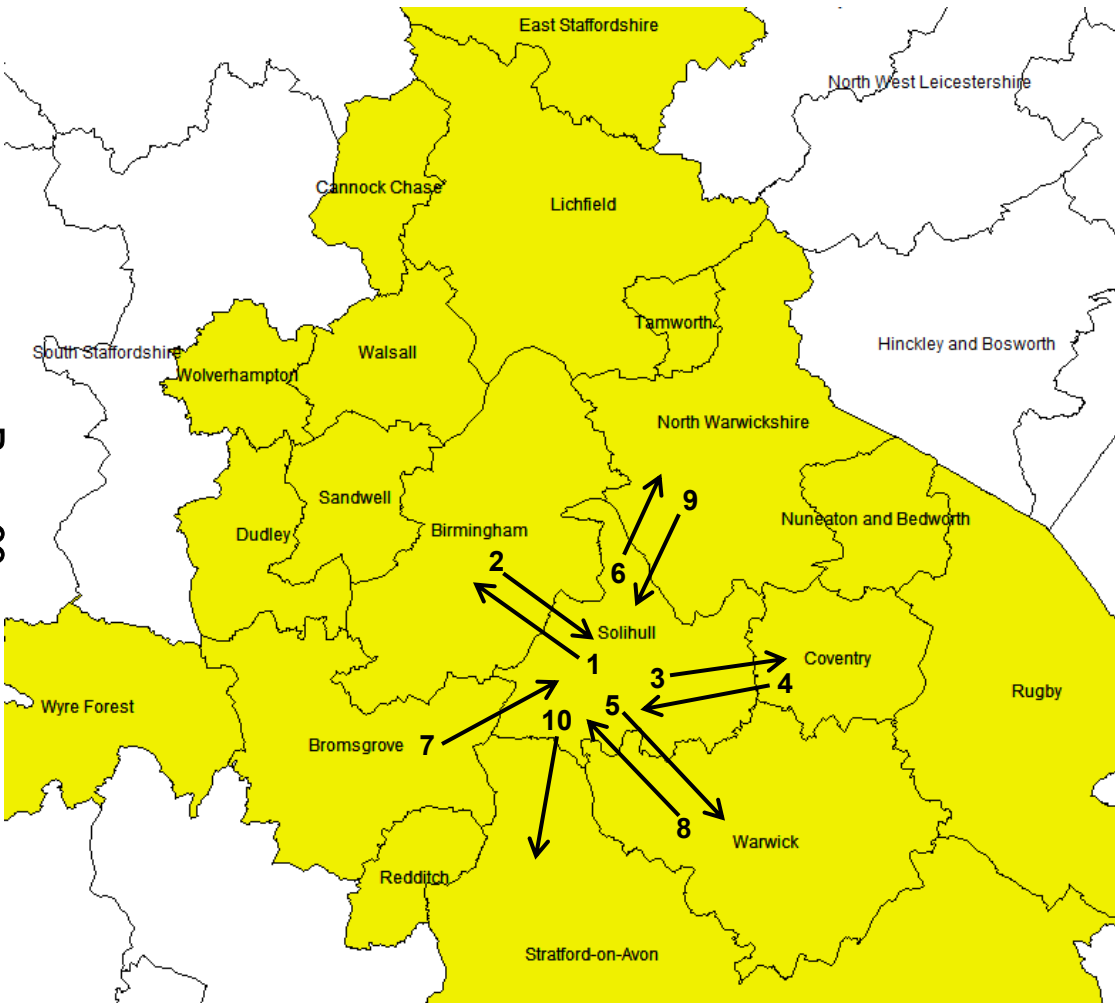 East Staffordshire
North West Leicestershire
Cannock Chase
Lichfield
Tamworth
South Staffordshire
Walsall
Hinckley and Bosworth
Wolverhampton
North Warwickshire
Sandwell
9
Nuneaton and Bedworth
Dudley
Birmingham
2
6
Solihull
1
3
4
Coventry
Rugby
Wyre Forest
5
10
Bromsgrove
7
8
Warwick
Redditch
Stratford-on-Avon